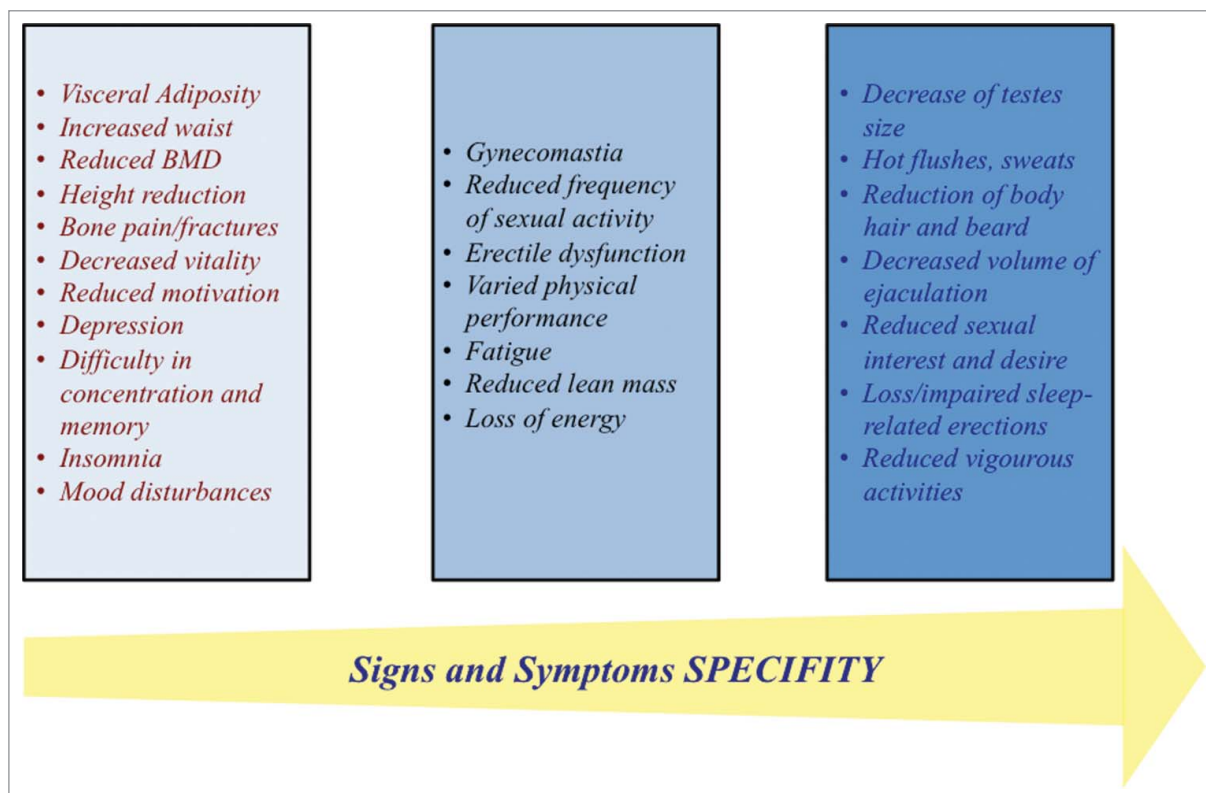 • Visceral Adiposity
• Increased waist
• Reduced BMD
• Height reduction
• Bone pain/fractures
• Decreased vitality
• Reduced motivation
• Depression
• Difficulty in
concentration and
memory
• Insomnia
• Mood disturbances
• Gynecomastia
• Reduced frequency
of sexual activity
• Erectile dysfunction
• Varied physical
performance
• Fatigue
• Reduced lean mass
• Loss of energy
• Decrease of testes
size
• Hot flushes, sweats
• Reduction of body
hair and beard
• Decreased volume of
ejaculation
• Reduced sexual
interest and desire
• Loss/impaired sleep-
related erections
• Reduced vigourous
activities
Signs and Symptoms SPECIFITY